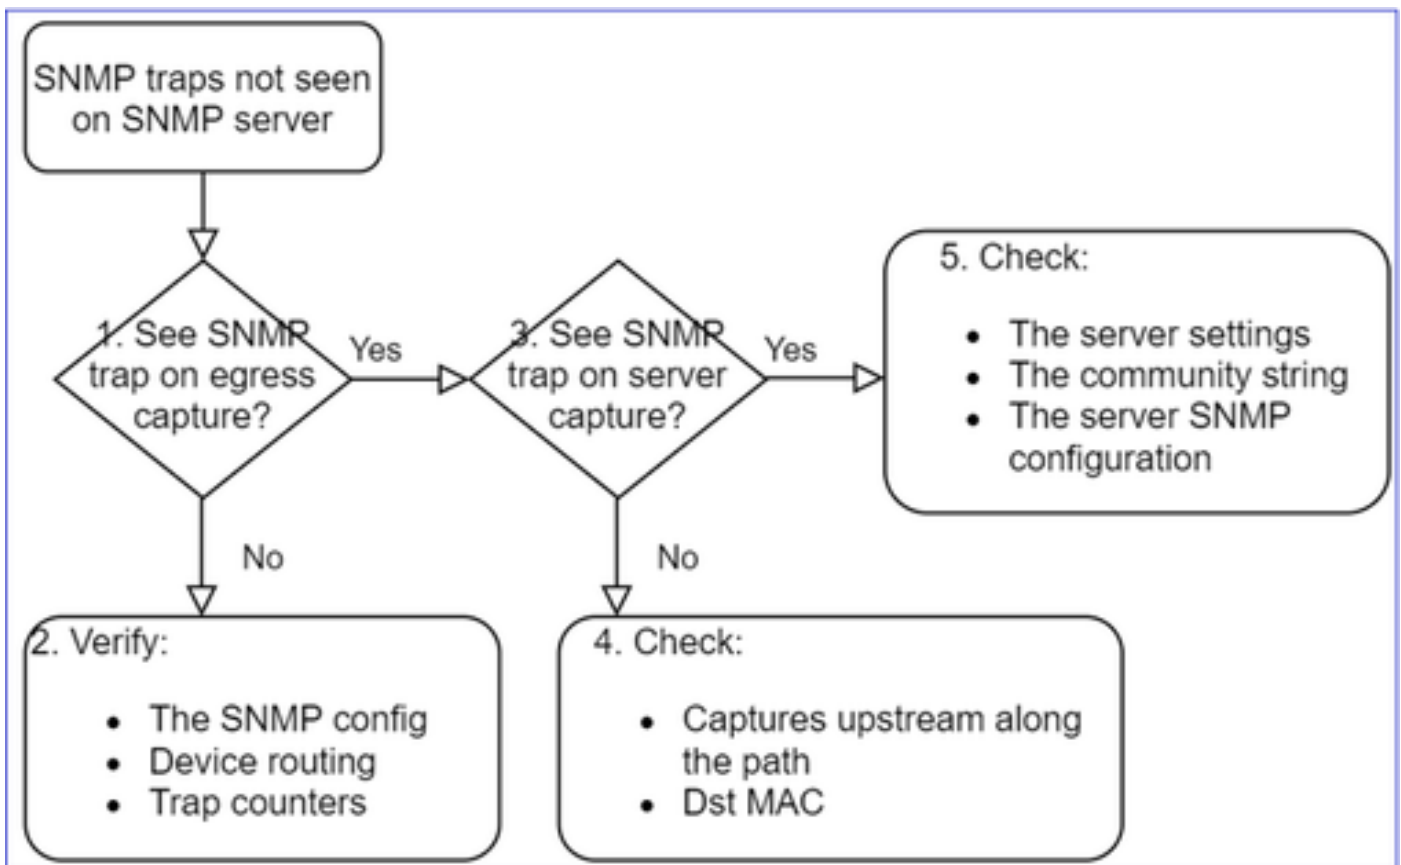 SNMP traps not seen
on SNMP server
1. See SNMP
trap on egress
capture?
Yes
3. See SNMP
trap on server
capture?
Yes
5. Check:
• The server settings
• The community string
• The server SNMP
configuration
No
No
2. Verify:
• The SNMP config
• Device routing
• Trap counters
4. Check:
• Captures upstream along
the path
• Dst MAC